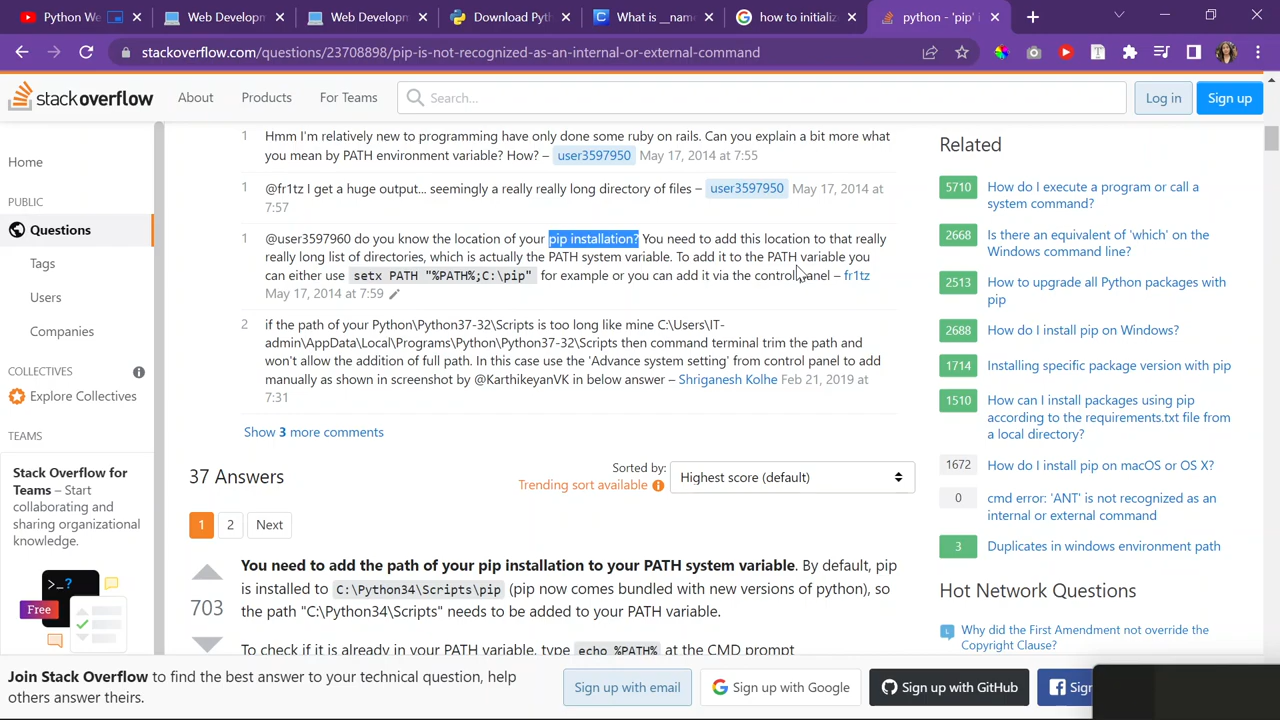 Python We
Web Developm
Web Developm
Download Pyt
What is __name
how to initializ
python - 'pip' i
stackoverflow.com/questions/23708898/pip-is-not-recognized-as-an-internal-or-external-command
stackoverflow
About
Products
For Teams
Search...
Log in
Sign up
Home
PUBLIC
Questions
Tags
Users
Companies
COLLECTIVES
Explore Collectives
TEAMS
Stack Overflow for
Teams – Start
collaborating and
sharing organizational
knowledge.
>_?
Free
1 Hmm I'm relatively new to programming have only done some ruby on rails. Can you explain a bit more what
you mean by PATH environment variable? How? – user3597950 May 17, 2014 at 7:55
1 @fr1tz I get a huge output... seemingly a really really long directory of files – user3597950 May 17, 2014 at
7:57
1 @user3597960 do you know the location of your pip installation? You need to add this location to that really
really long list of directories, which is actually the PATH system variable. To add it to the PATH variable you
can either use setx PATH "%PATH%;C:\pip" for example or you can add it via the control panel – fr1tz
May 17, 2014 at 7:59
2 if the path of your Python\Python37-32\Scripts is too long like mine C:\Users\IT-
admin\AppData\Local\Programs\Python\Python37-32\Scripts then command terminal trim the path and
won't allow the addition of full path. In this case use the 'Advance system setting' from control panel to add
manually as shown in screenshot by @KarthikeyanVK in below answer – Shriganesh Kolhe Feb 21, 2019 at
7:31
Show 3 more comments
37 Answers
Sorted by:
Trending sort available
Highest score (default)
1 2 Next
703
You need to add the path of your pip installation to your PATH system variable. By default, pip
is installed to C:\Python34\Scripts\pip (pip now comes bundled with new versions of python), so
the path "C:\Python34\Scripts" needs to be added to your PATH variable.
To check if it is already in your PATH variable, type echo %PATH% at the CMD prompt
Related
5710 How do I execute a program or call a
system command?
2668 Is there an equivalent of 'which' on the
Windows command line?
2513 How to upgrade all Python packages with
pip
2688 How do I install pip on Windows?
1714 Installing specific package version with pip
1510 How can I install packages using pip
according to the requirements.txt file from
a local directory?
1672 How do I install pip on macOS or OS X?
0 cmd error: 'ANT' is not recognized as an
internal or external command
3 Duplicates in windows environment path
Hot Network Questions
Why did the First Amendment not override the
Copyright Clause?
Join Stack Overflow to find the best answer to your technical question, help
others answer theirs.
Sign up with email
Sign up with Google
Sign up with GitHub
Sig